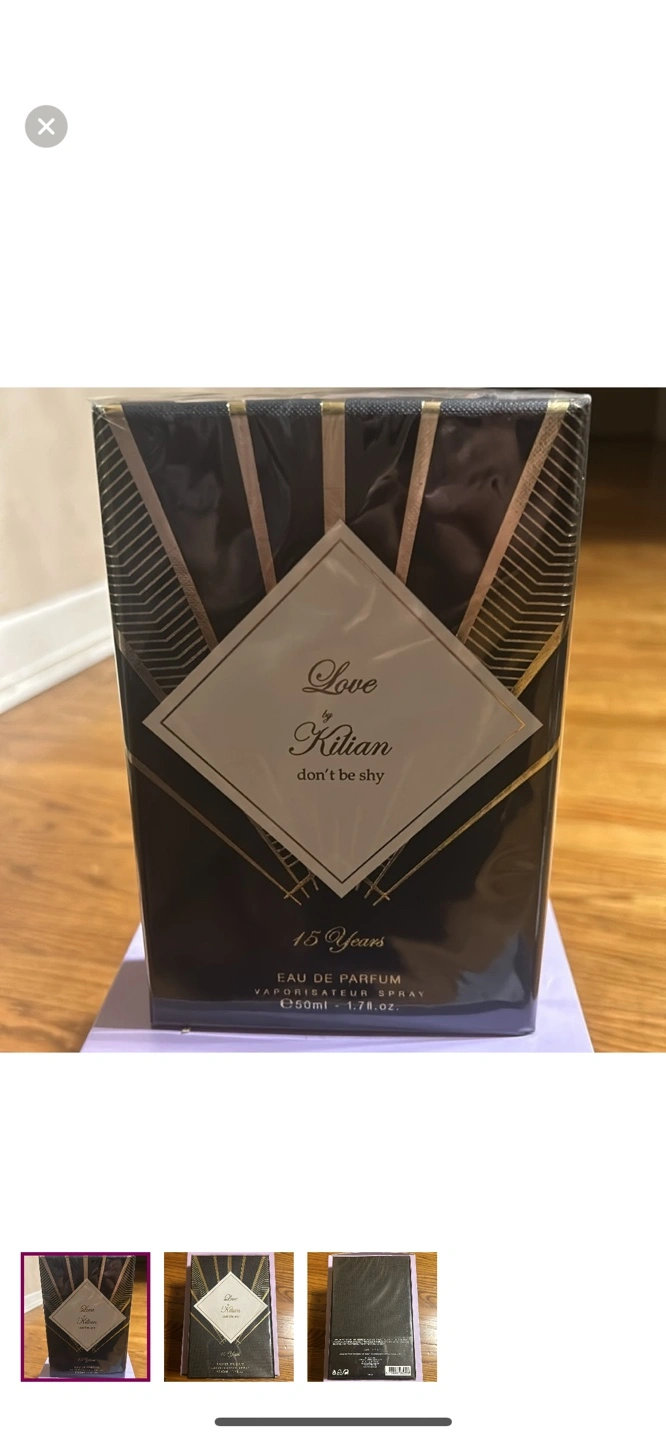 Love
by
Kilian
don't be shy
15 Years
EAU DE PARFUM
VAPORISATEUR SPRAY
℮50ml - 1.7fl.oz.